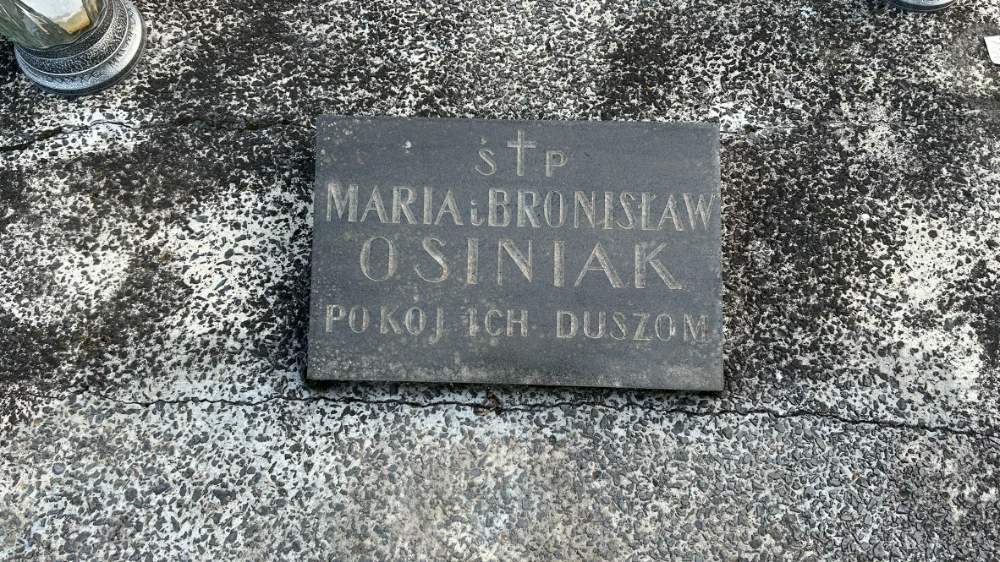 Ś P
MARIA i BRONISŁAW
OSINIAK
POKÓJ ICH DUSZOM